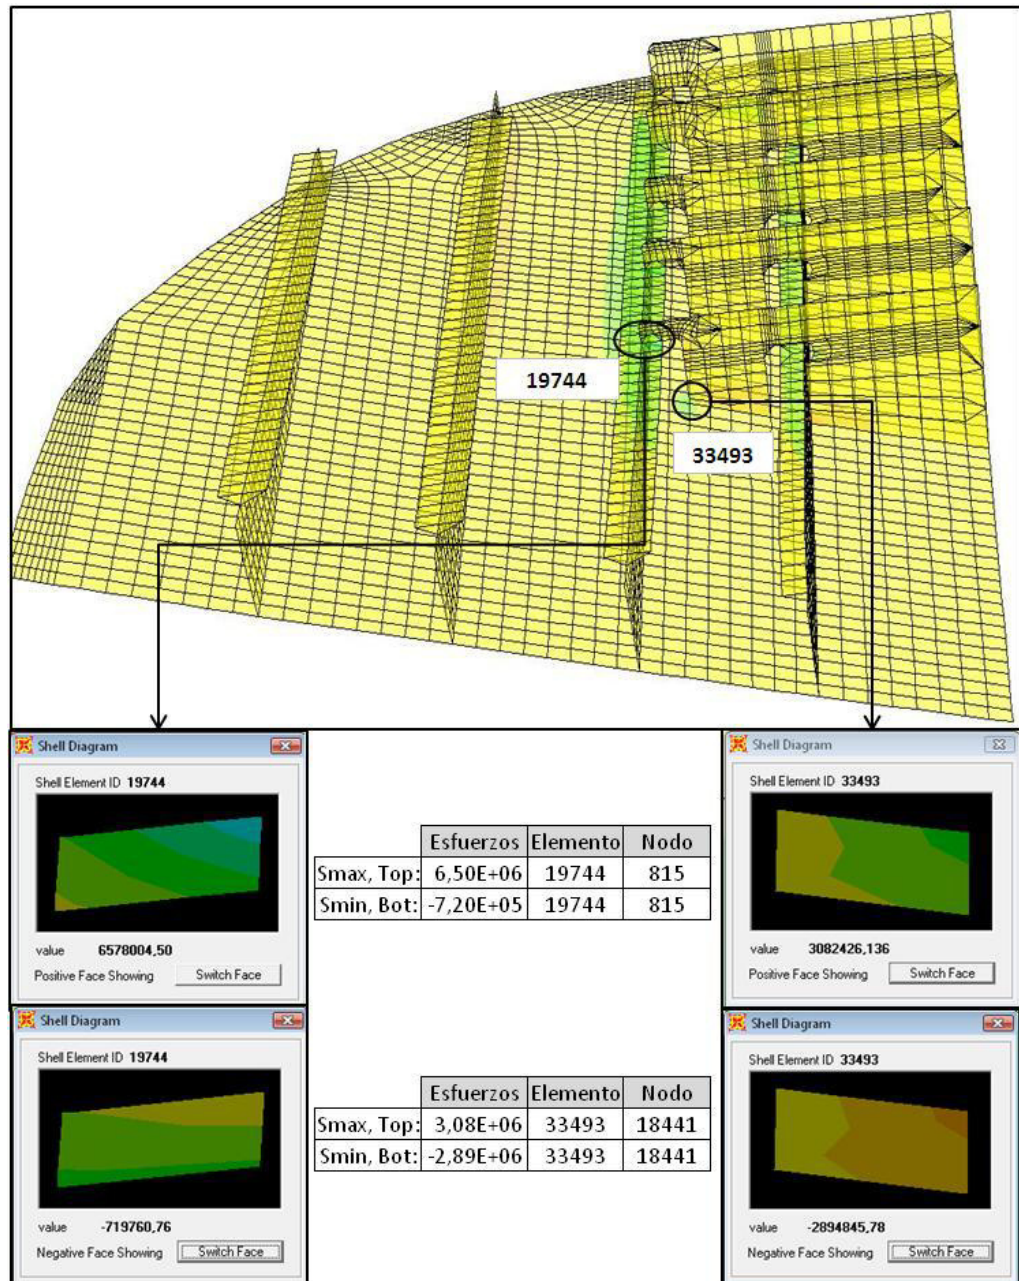 19744
33493
Shell Diagram
Shell Element ID 19744
value 6578004,50
Positive Face Showing Switch Face
Esfuerzos Elemento Nodo
Smax, Top: 6,50E+06 19744 815
Smin, Bot: -7,20E+05 19744 815
Shell Diagram
Shell Element ID 33493
value 3082426,136
Positive Face Showing Switch Face
Shell Diagram
Shell Element ID 19744
value -719760,76
Negative Face Showing Switch Face
Esfuerzos Elemento Nodo
Smax, Top: 3,08E+06 33493 18441
Smin, Bot: -2,89E+06 33493 18441
Shell Diagram
Shell Element ID 33493
value -2894845,78
Negative Face Showing Switch Face